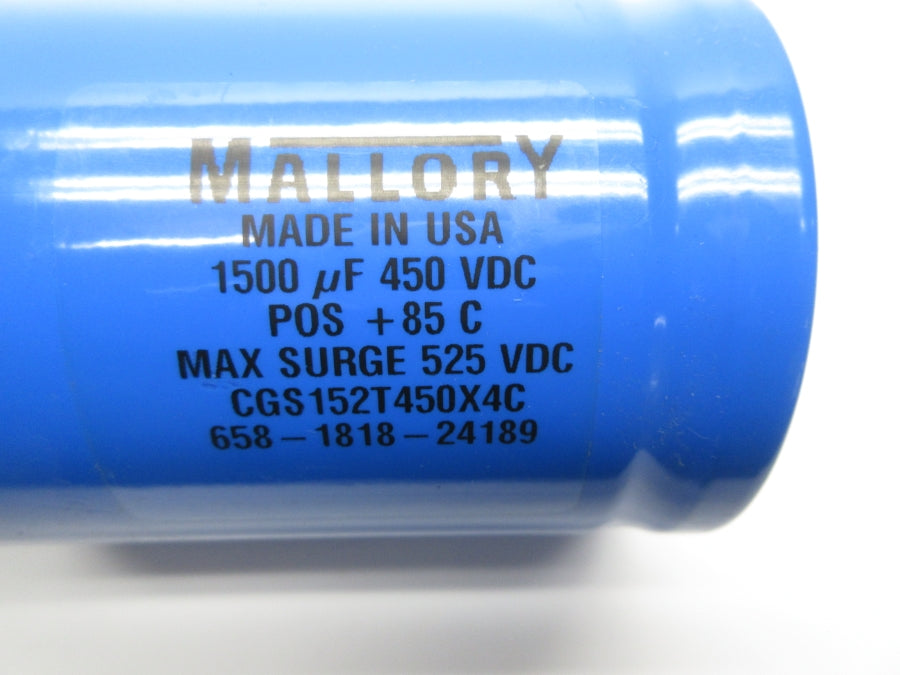 MALLORY
MADE IN USA
1500 µF 450 VDC
POS +85 C
MAX SURGE 525 VDC
CGS152T450X4C
658-1818-24189